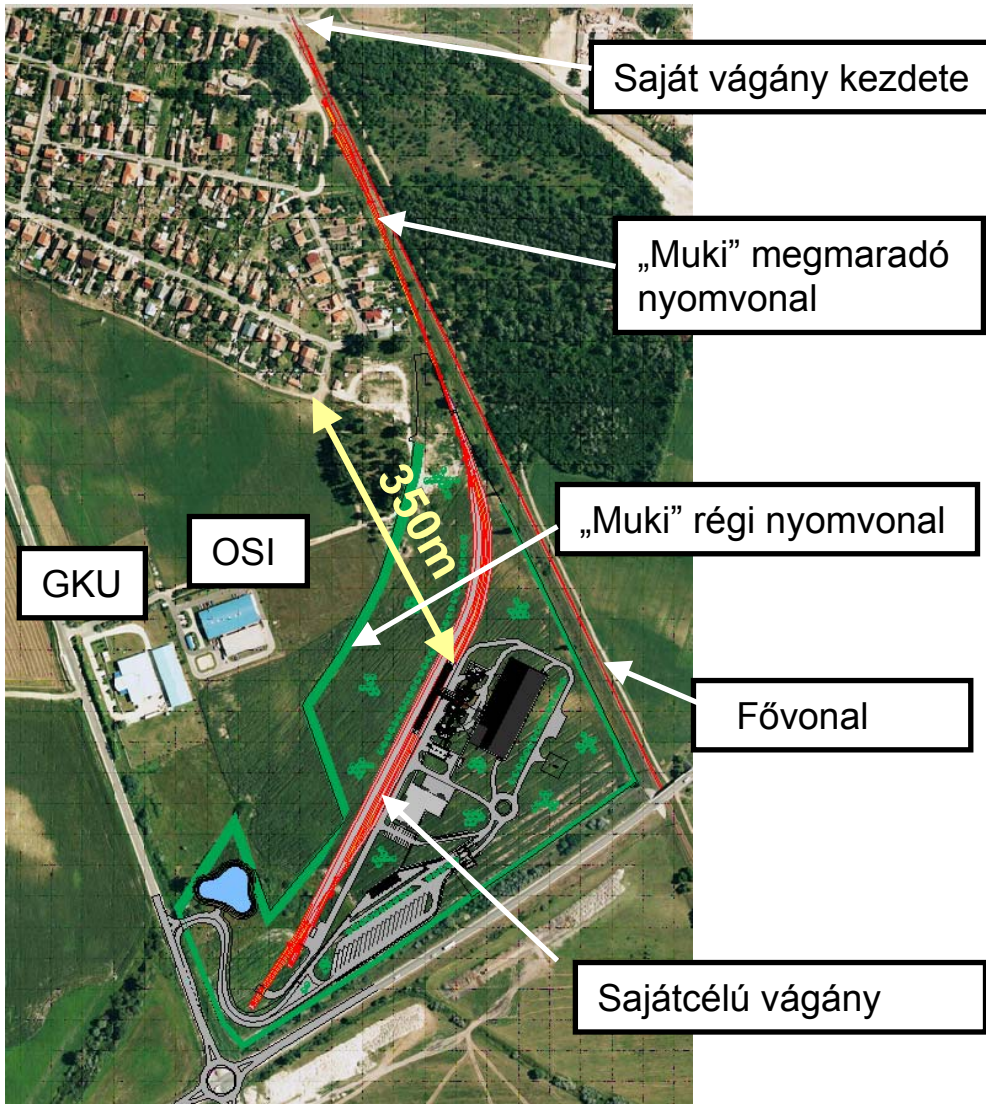 Saját vágány kezdete
„Muki” megmaradó
nyomvonal
350m
„Muki” régi nyomvonal
OSI
GKU
Fővonal
Sajátcélú vágány